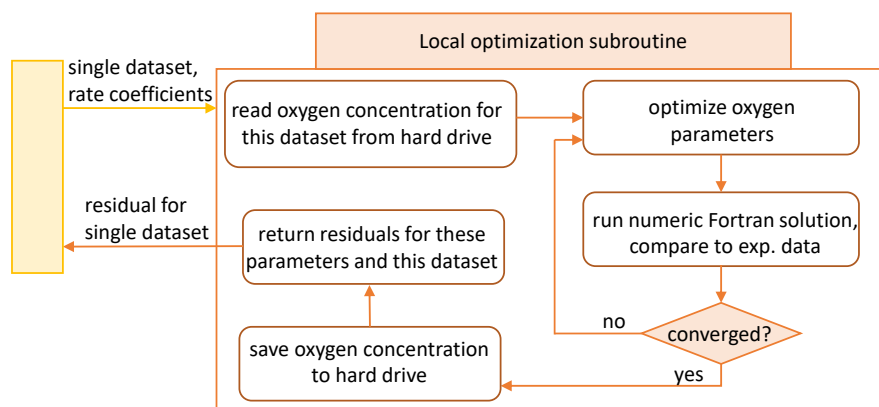 Local optimization subroutine
single dataset,
rate coefficients
read oxygen concentration for
this dataset from hard drive
optimize oxygen
parameters
run numeric Fortran solution,
compare to exp. data
converged?
no
yes
save oxygen concentration
to hard drive
return residuals for these
parameters and this dataset
residual for
single dataset